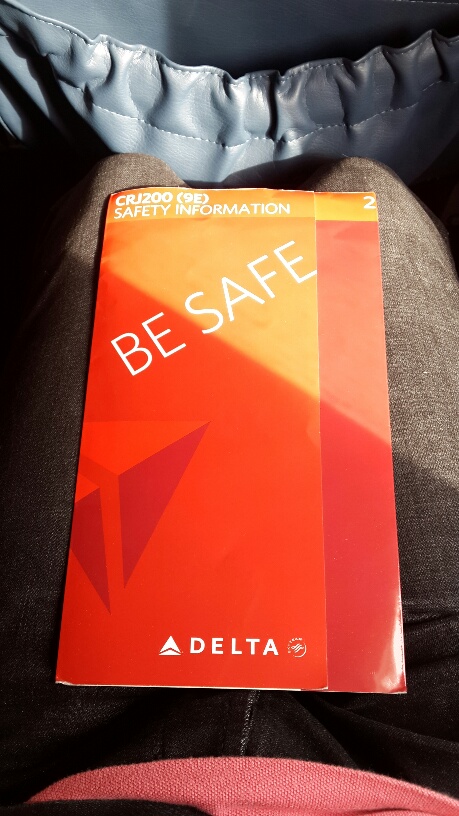 CRJ200 (9E)
SAFETY INFORMATION
2
BE SAFE
DELTA